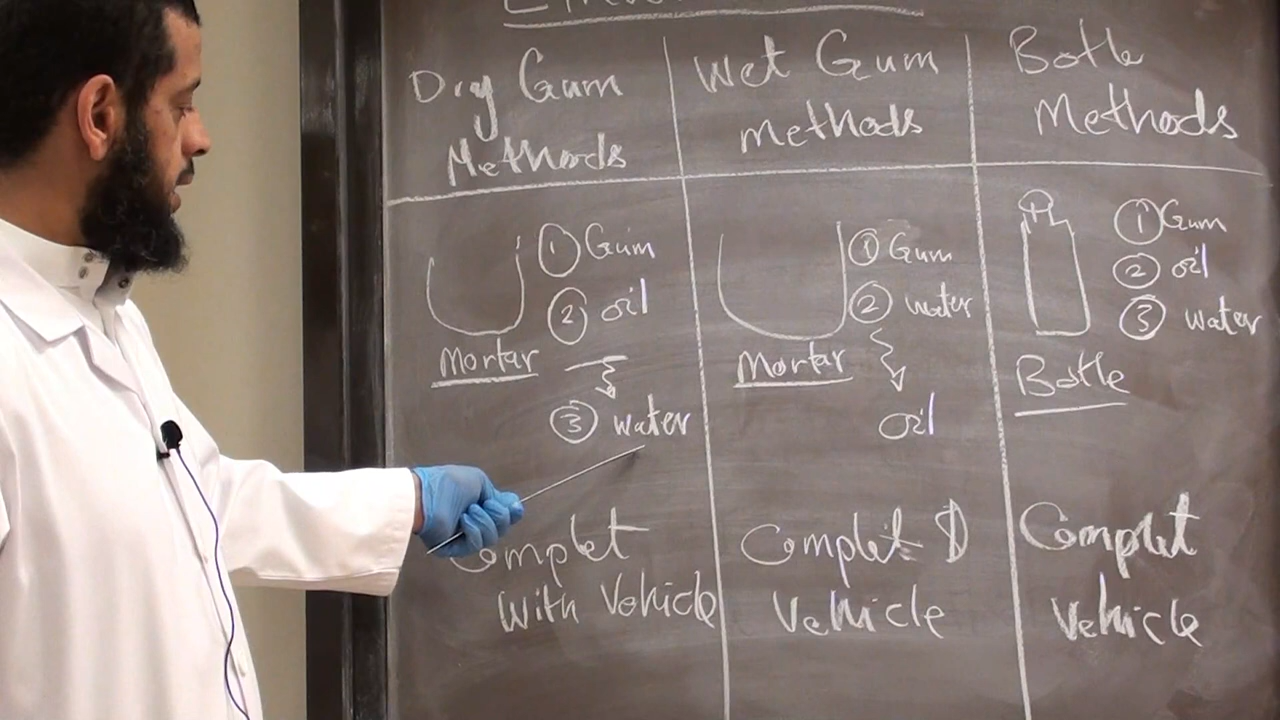 Dry Gum
Methods
Mortar
① Gum
② oil
③ water
Complet
with Vehicle
Wet Gum
methods
Mortar
① Gum
② water
oil
Complet
Vehicle
Botle
Methods
Botle
① Gum
② oil
③ water
Complet
Vehicle